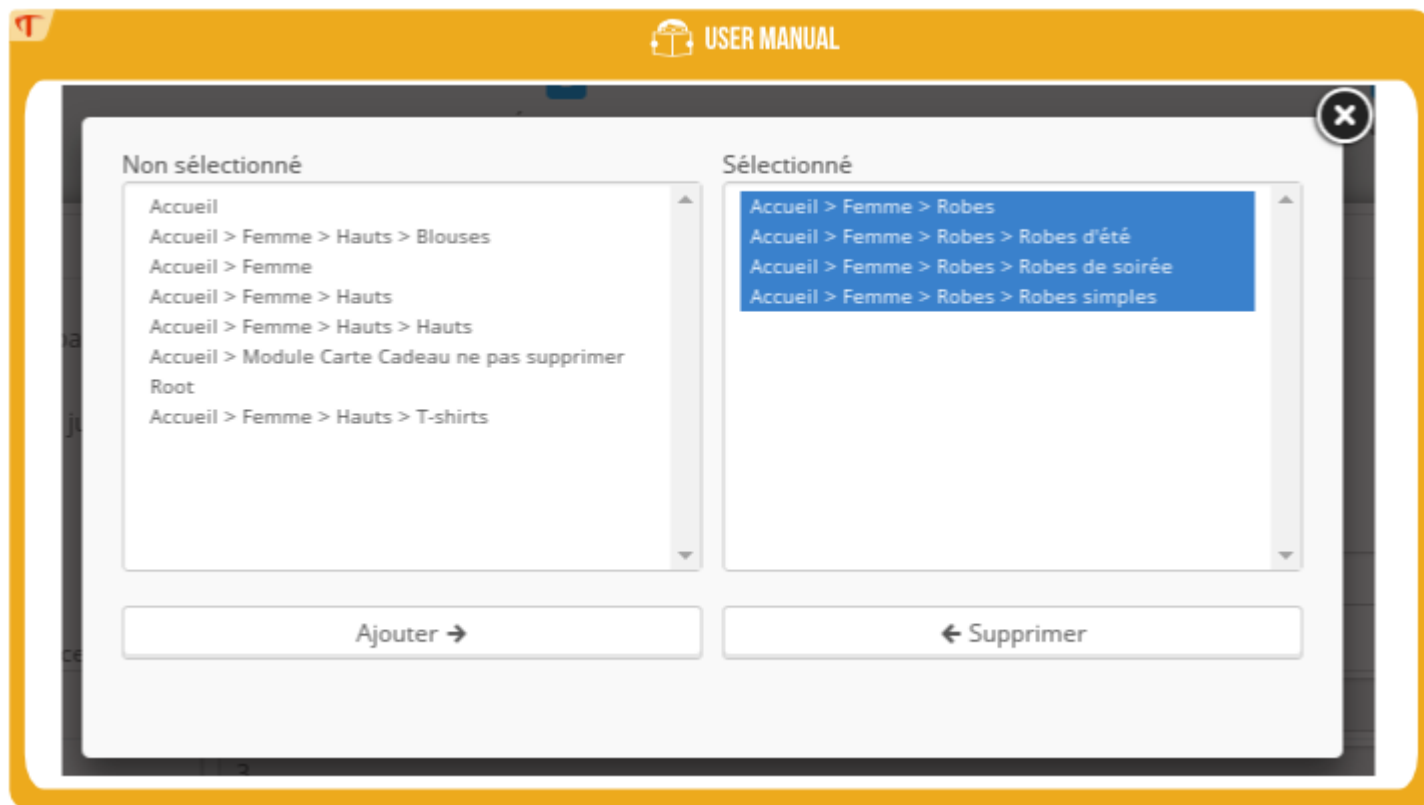 USER MANUAL
Non sélectionné
Accueil
Accueil > Femme > Hauts > Blouses
Accueil > Femme
Accueil > Femme > Hauts
Accueil > Femme > Hauts > Hauts
Accueil > Module Carte Cadeau ne pas supprimer
Root
Accueil > Femme > Hauts > T-shirts
Ajouter →
Sélectionné
Accueil > Femme > Robes
Accueil > Femme > Robes > Robes d'été
Accueil > Femme > Robes > Robes de soirée
Accueil > Femme > Robes > Robes simples
← Supprimer